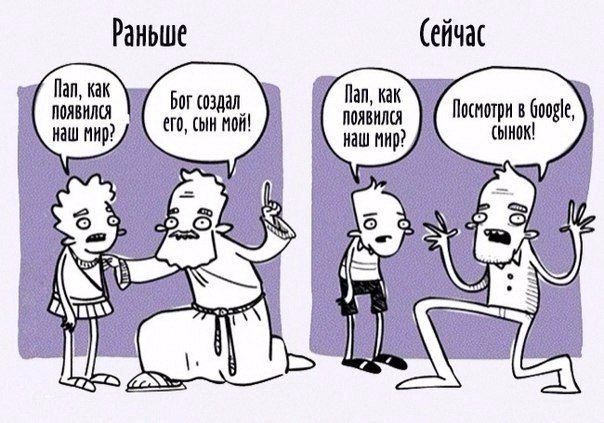 Раньше
Пап, как
появился
наш мир?
Бог создал
его, сын мой!
Сейчас
Пап, как
появился
наш мир?
Посмотри в Google,
сынок!